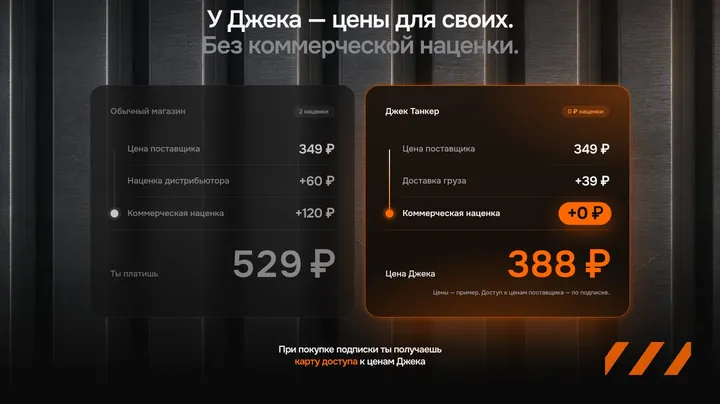 У Джека — цены для своих.
Без коммерческой наценки.
Обычный магазин
2 наценки
Цена поставщика
349 ₽
Наценка дистрибьютора
+60 ₽
Коммерческая наценка
+120 ₽
Ты платишь
529 ₽
Джек Танкер
0 ₽ наценки
Цена поставщика
349 ₽
Доставка груза
+39 ₽
Коммерческая наценка
+0 ₽
Цена Джека
388 ₽
Цены — пример. Доступ к ценам поставщика — по подписке.
При покупке подписки ты получаешь
карту доступа к ценам Джека